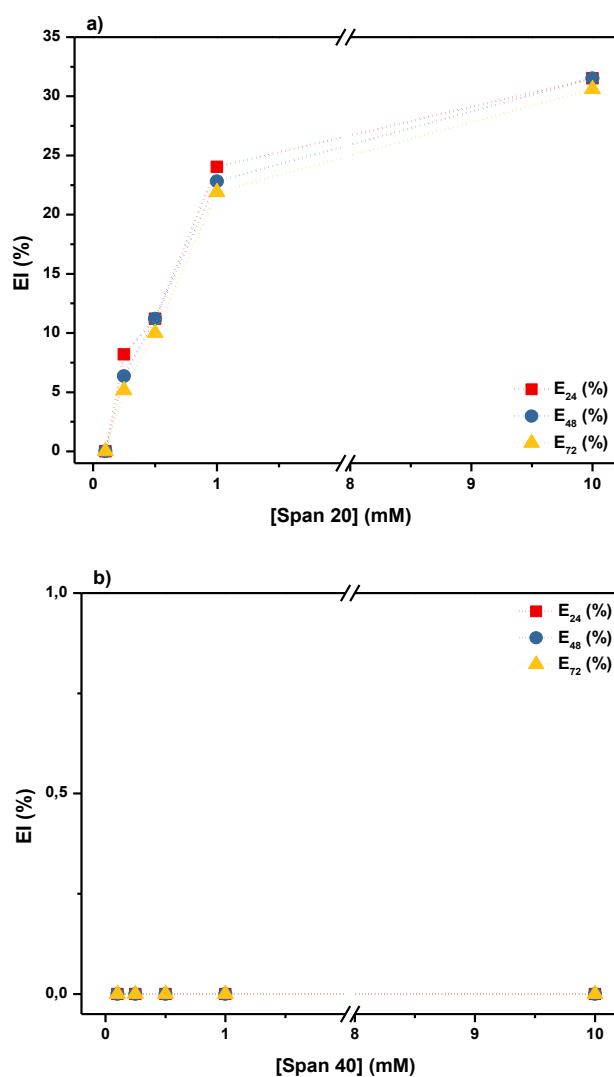 a)
35
30
25
20
15
10
5
0
EI (%)
E24 (%)
E48 (%)
E72 (%)
0 1 8 9 10
[Span 20] (mM)
b)
1,0
0,5
0,0
EI (%)
E24 (%)
E48 (%)
E72 (%)
0 1 8 9 10
[Span 40] (mM)